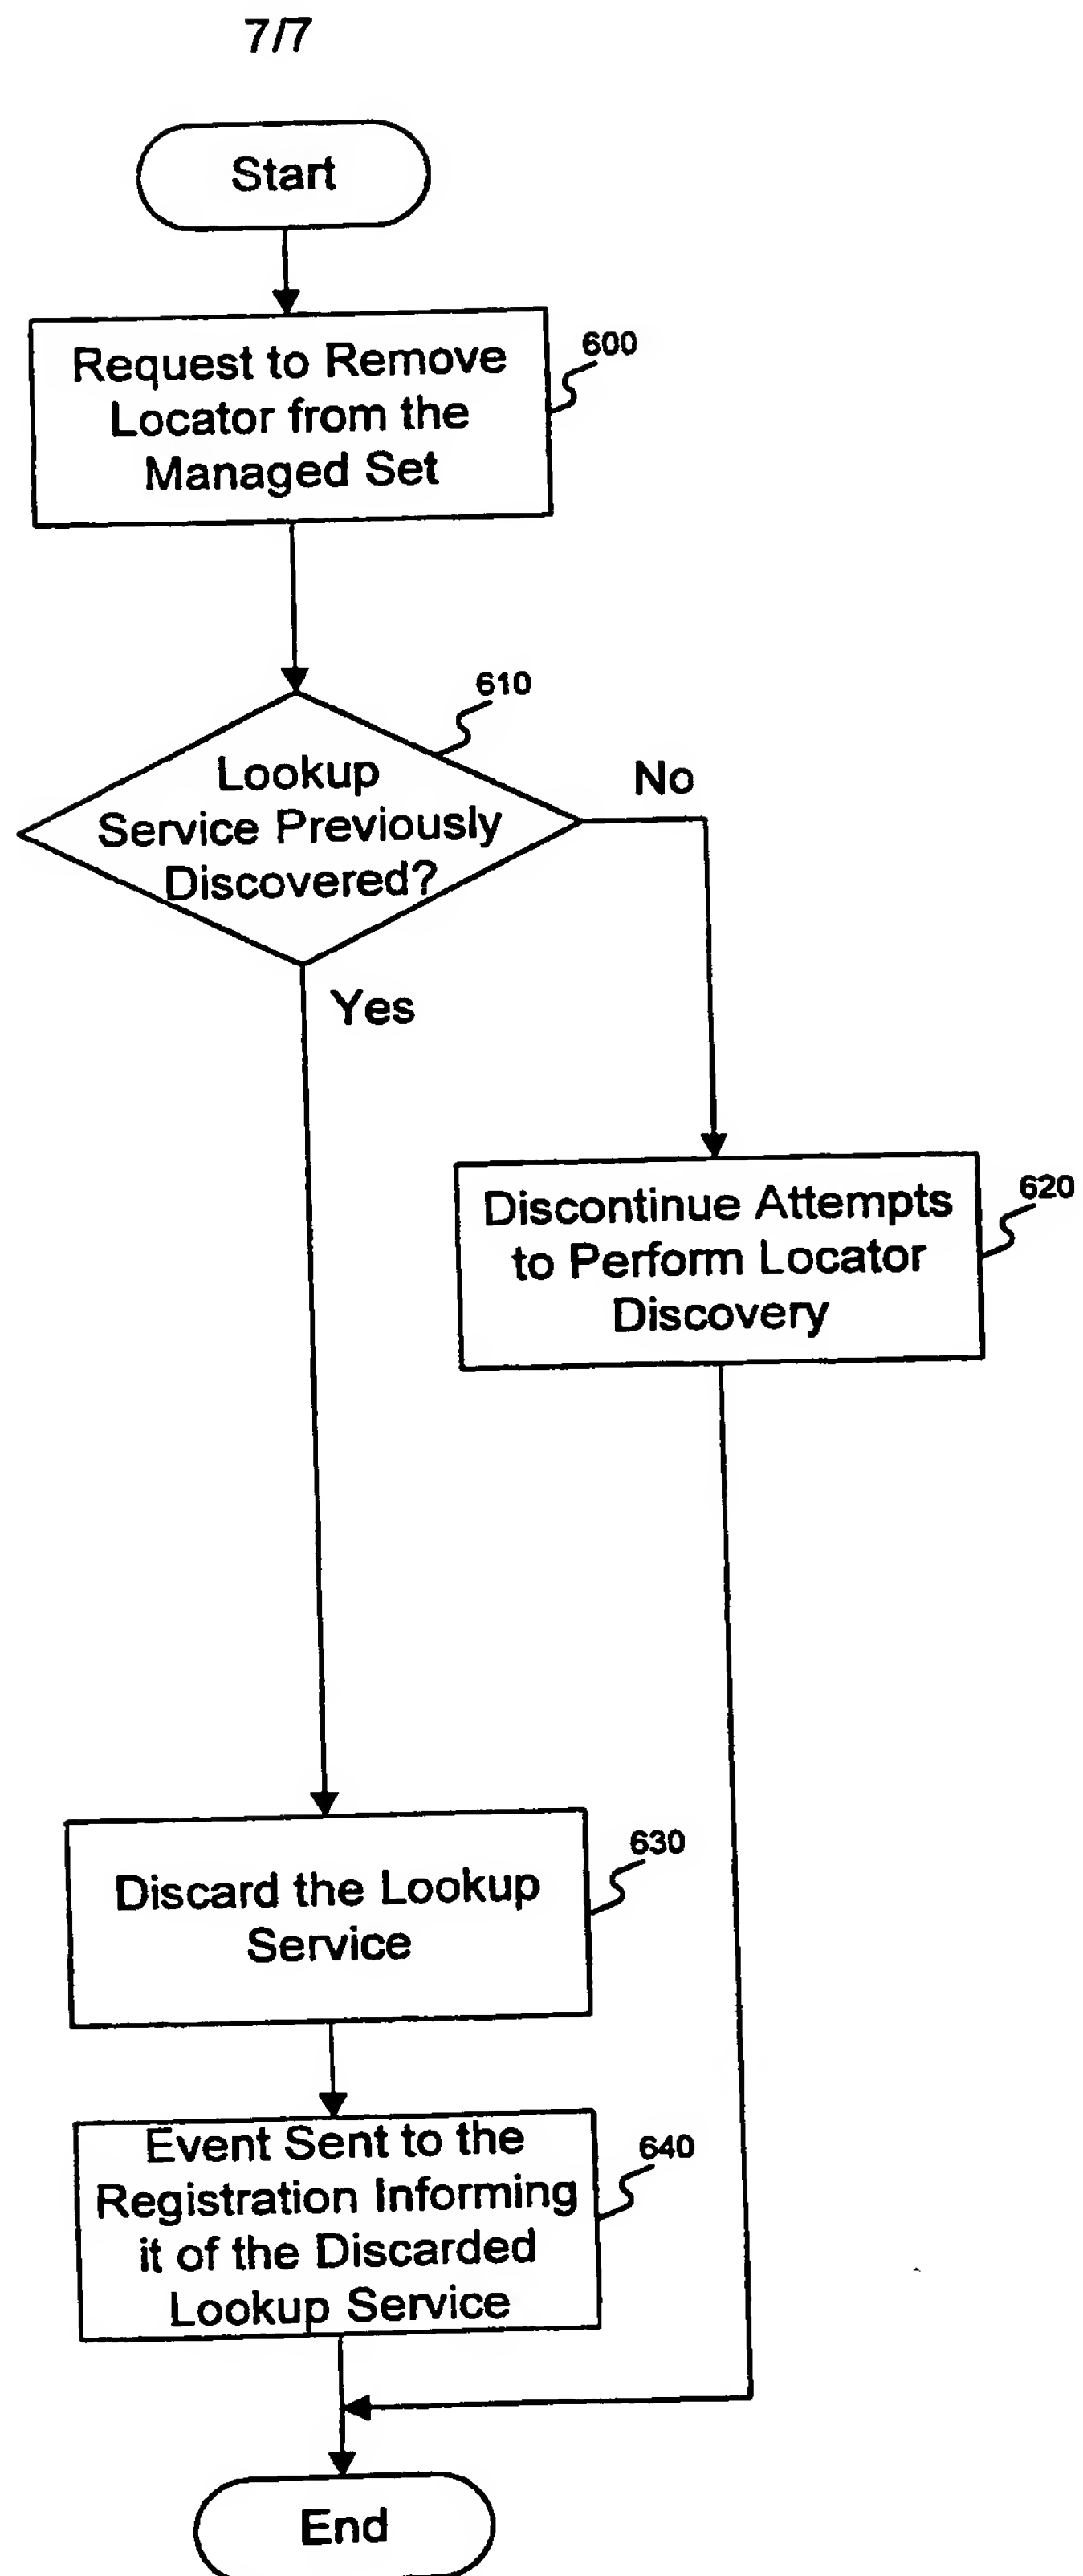 7/7
Start
Request to Remove
Locator from the
Managed Set
600
610
Lookup
Service Previously
Discovered?
No
Yes
Discontinue Attempts
to Perform Locator
Discovery
620
Discard the Lookup
Service
630
Event Sent to the
Registration Informing
it of the Discarded
Lookup Service
640
End